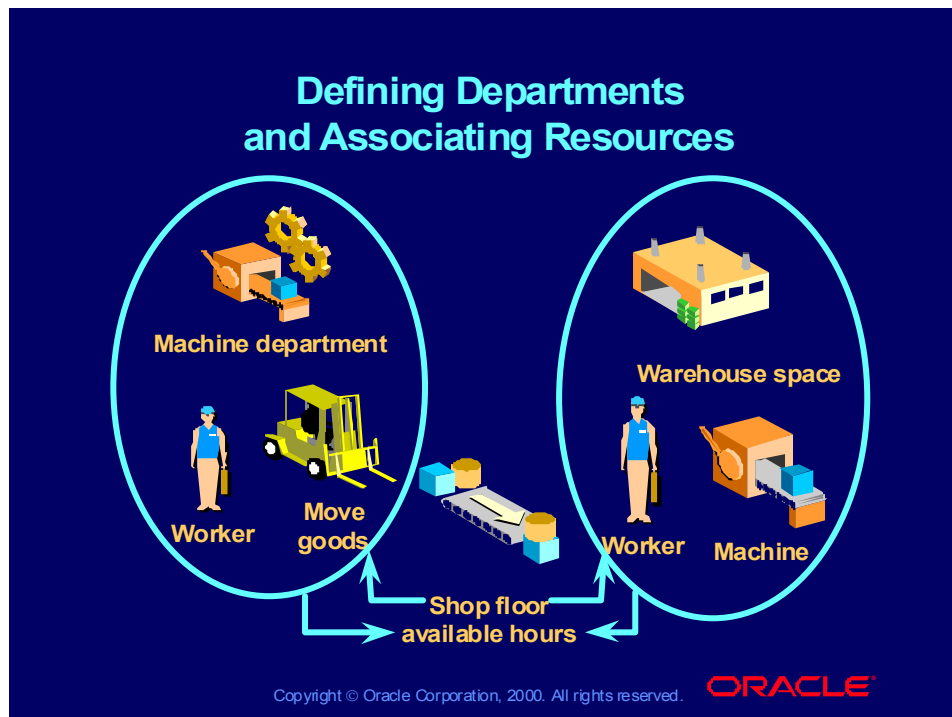 Defining Departments
and Associating Resources
Machine department
Warehouse space
Worker
Move
goods
Worker
Machine
Shop floor
available hours
Copyright © Oracle Corporation, 2000. All rights reserved.
ORACLE®